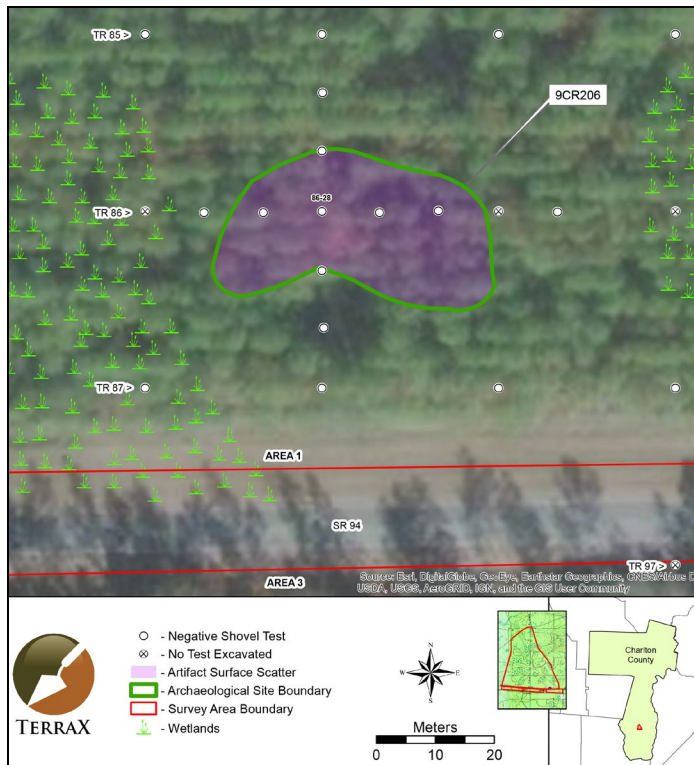 TR 85 >
9CR206
86-28
TR 86 >
TR 87 >
AREA 1
SR 94
TR 97 >
AREA 3
Source: Esri, DigitalGlobe, GeoEye, Earthstar Geographics, CNES/Airbus D
USDA, USGS, AeroGRID, IGN, and the GIS User Community
- Negative Shovel Test
- No Test Excavated
- Artifact Surface Scatter
- Archaeological Site Boundary
- Survey Area Boundary
- Wetlands
TERRAX
N
W
E
S
Meters
0 10 20
Charlton
County